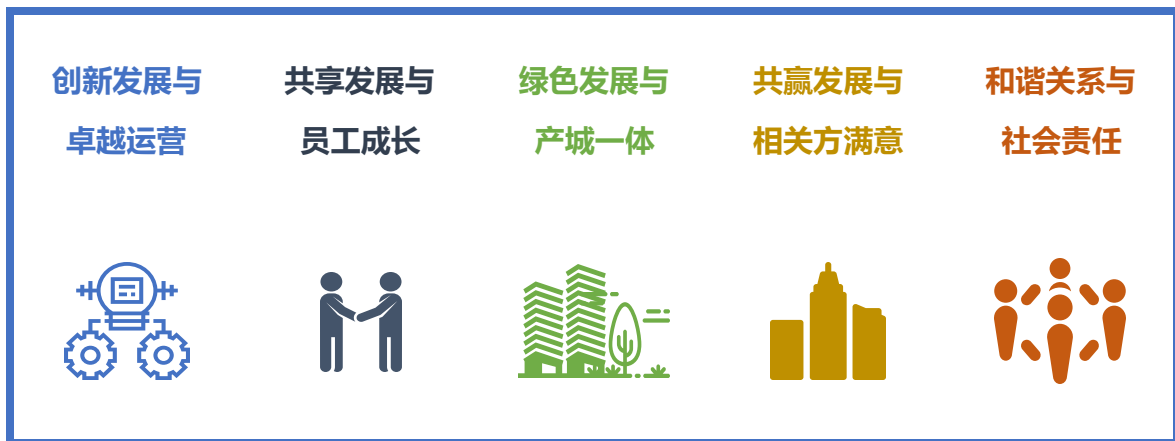 创新发展与
卓越运营
共享发展与
员工成长
绿色发展与
产城一体
共赢发展与
相关方满意
和谐关系与
社会责任